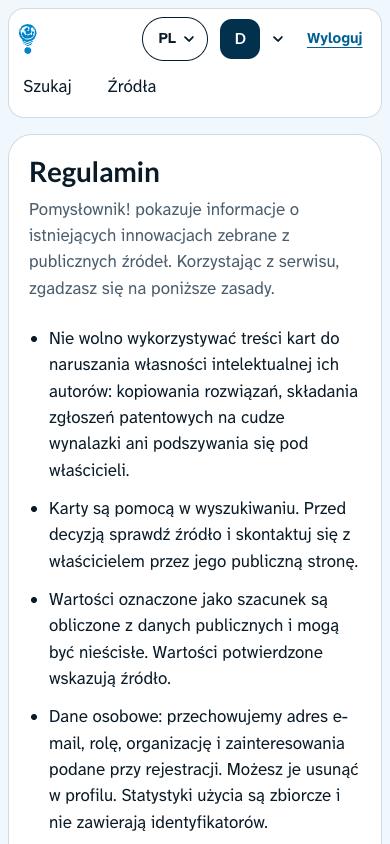 PL
D
Wyloguj
Szukaj
Źródła
Regulamin
Pomysłownik! pokazuje informacje o
istniejących innowacjach zebrane z
publicznych źródeł. Korzystając z serwisu,
zgadzasz się na poniższe zasady.
• Nie wolno wykorzystywać treści kart do
naruszania własności intelektualnej ich
autorów: kopiowania rozwiązań, składania
zgłoszeń patentowych na cudze
wynalazki ani podszywania się pod
właścicieli.
• Karty są pomocą w wyszukiwaniu. Przed
decyzją sprawdź źródło i skontaktuj się z
właścicielem przez jego publiczną stronę.
• Wartości oznaczone jako szacunek są
obliczone z danych publicznych i mogą
być nieścisłe. Wartości potwierdzone
wskazują źródło.
• Dane osobowe: przechowujemy adres e-
mail, rolę, organizację i zainteresowania
podane przy rejestracji. Możesz je usunąć
w profilu. Statystyki użycia są zbiorcze i
nie zawierają identyfikatorów.